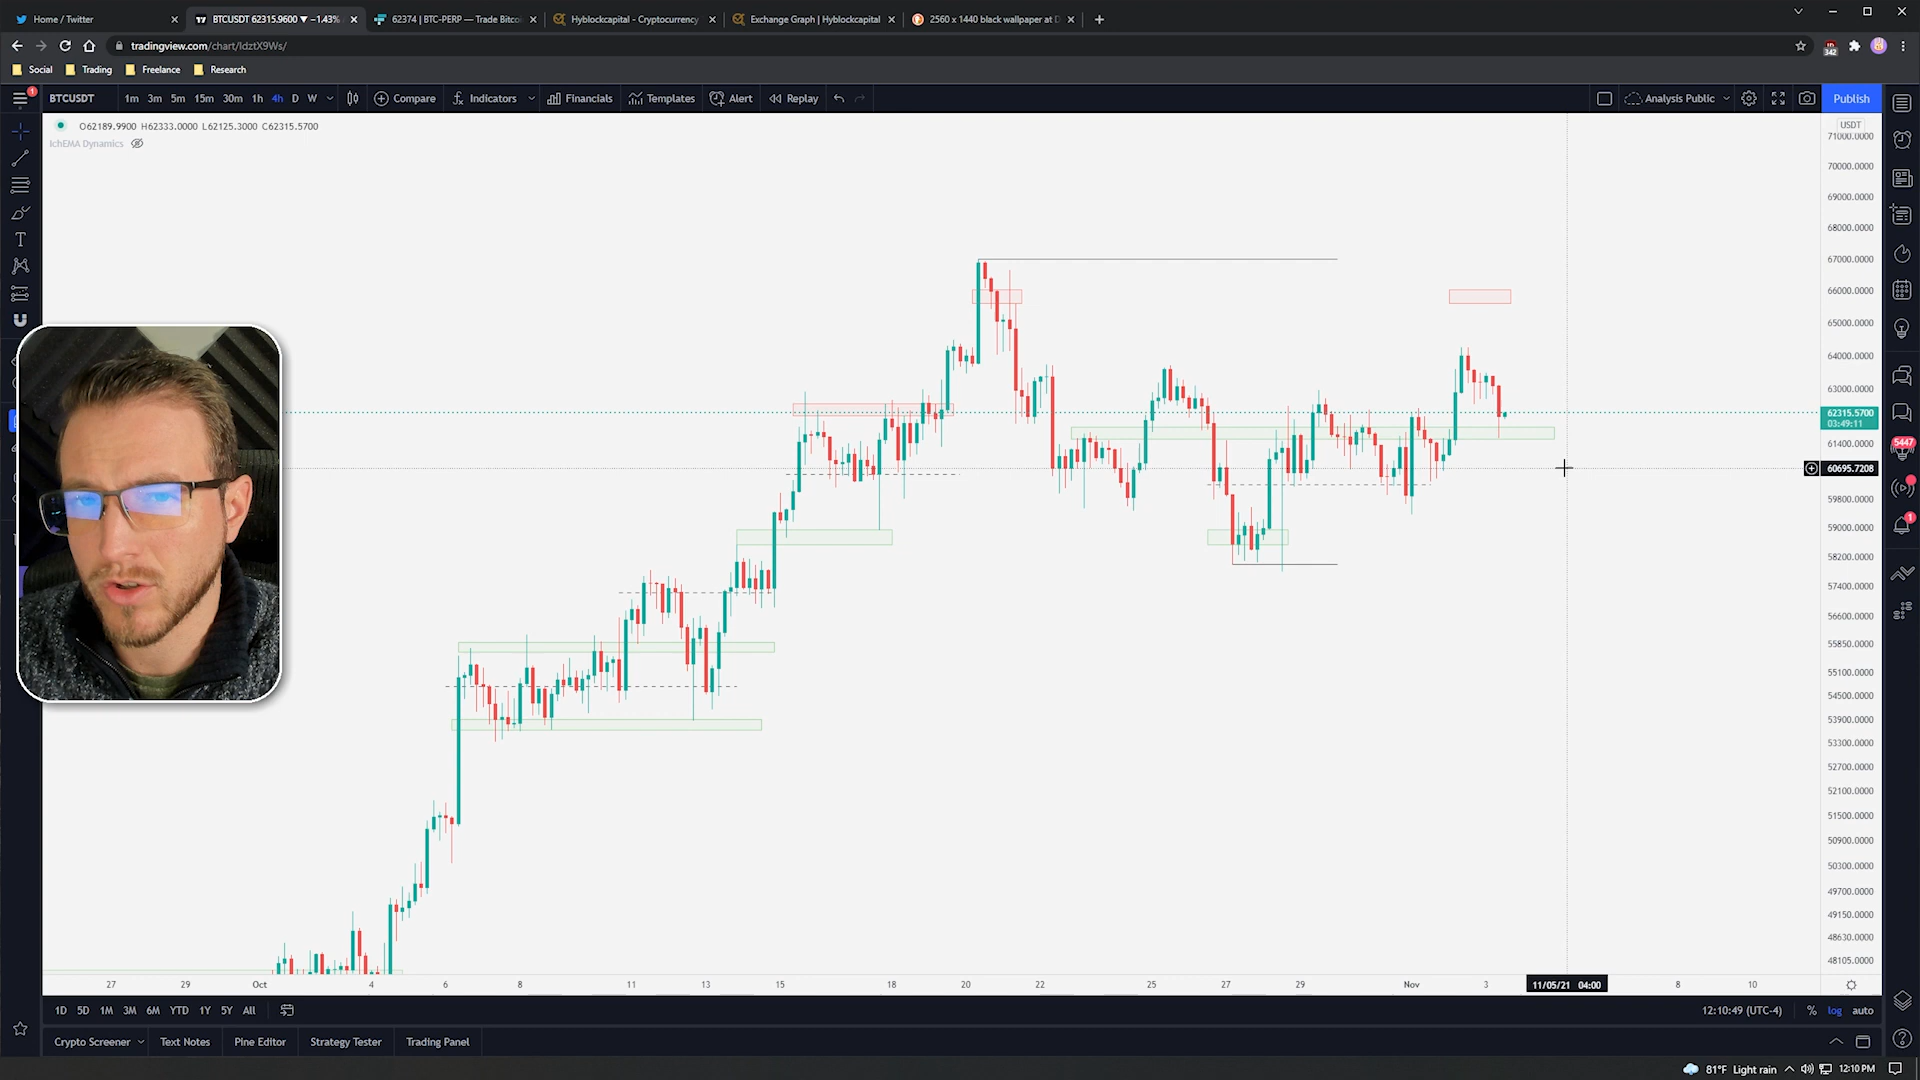 Home / Twitter
BTCUSDT 62315.9600 ▼ −1.43%
62374 | BTC-PERP — Trade Bitco
Hyblockcapital - Cryptocurrency
Exchange Graph | Hyblockcapital
2560 x 1440 black wallpaper at D
tradingview.com/chart/IdztX9Ws/
342
Social
Trading
Freelance
Research
1
BTCUSDT
1m 3m 5m 15m 30m 1h 4h D W
Compare
Indicators
Financials
Templates
Alert
Replay
Analysis Public
Publish
O62189.9900 H62333.0000 L62125.3000 C62315.5700
IchEMA Dynamics
USDT
71000.0000
70000.0000
69000.0000
68000.0000
67000.0000
66000.0000
65000.0000
64000.0000
63000.0000
62315.5700
03:49:11
61400.0000
60695.7208
59800.0000
59000.0000
58200.0000
57400.0000
56600.0000
55850.0000
55100.0000
54500.0000
53900.0000
53300.0000
52700.0000
52100.0000
51500.0000
50900.0000
50300.0000
49700.0000
49150.0000
48630.0000
48105.0000
5447
1
27 29 Oct 4 6 8 11 13 15 18 20 22 25 27 29 Nov 3 11/05/21 04:00 8 10
1D 5D 1M 3M 6M YTD 1Y 5Y All
12:10:49 (UTC-4) % log auto
Crypto Screener
Text Notes
Pine Editor
Strategy Tester
Trading Panel
81°F Light rain
12:10 PM